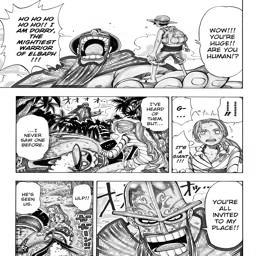 WOW!!!
YOU'RE
HUGE!!
ARE YOU
HUMAN!?
HO HO HO
HO HO
HO!! I
AM DORRY,
THE
MIGHTIEST
WARRIOR
OF ELBAPH
!!!
G--
IT'S A
GIANT
!!!
I'VE
HEARD
OF
THEM.
... I
NEVER SAW
ONE
BEFORE.
YOU'RE
ALL
INVITED
TO MY
PLACE!!
ULP!!
HE'S
SEEN
US.